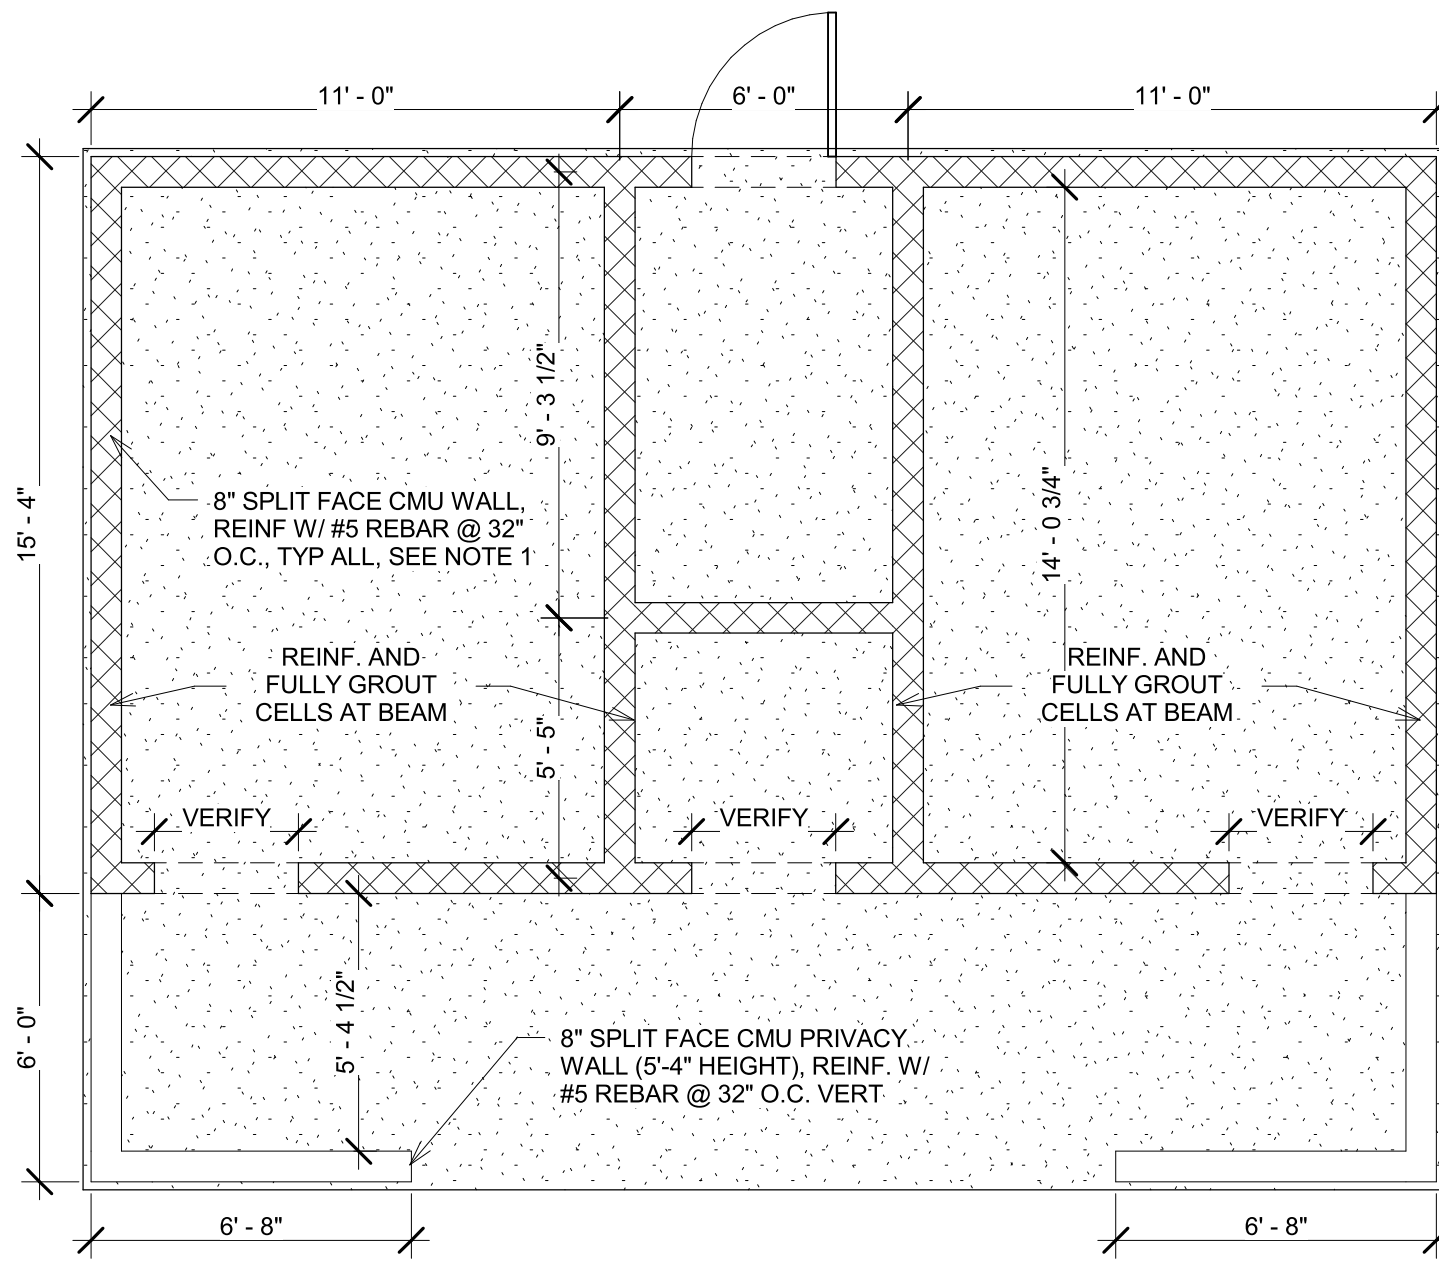 11' - 0"
6' - 0"
11' - 0"
9' - 3 1/2"
15' - 4"
14' - 0 3/4"
8" SPLIT FACE CMU WALL,
REINF W/ #5 REBAR @ 32"
O.C., TYP ALL, SEE NOTE 1
REINF. AND
FULLY GROUT
CELLS AT BEAM
REINF. AND
FULLY GROUT
CELLS AT BEAM
5' - 5"
VERIFY
VERIFY
VERIFY
6' - 0"
5' - 4 1/2"
8" SPLIT FACE CMU PRIVACY
WALL (5'-4" HEIGHT), REINF. W/
#5 REBAR @ 32" O.C. VERT
6' - 8"
6' - 8"